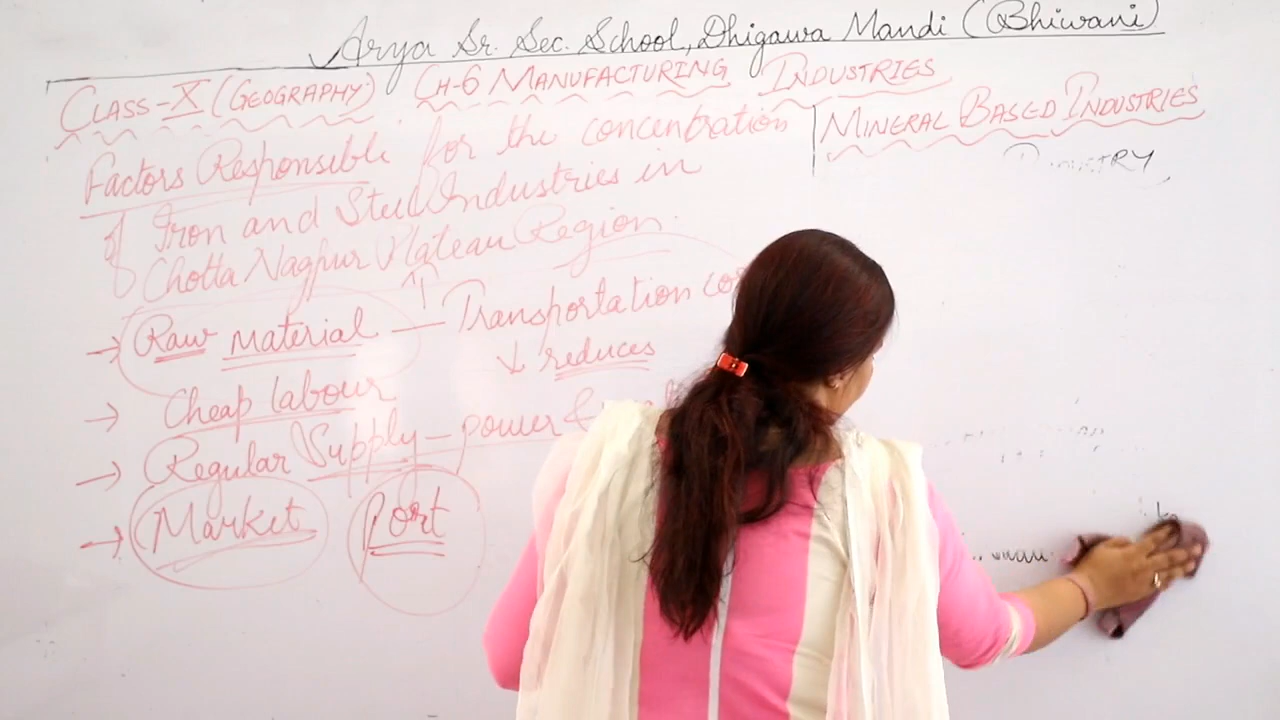 Arya Sr. Sec. School, Dhigawa Mandi (Bhiwani)
CLASS-X (GEOGRAPHY) CH-6 MANUFACTURING INDUSTRIES
Factors Responsible for the concentration
of Iron and Steel Industries in
Chotta Nagpur Plateau Region.
→ Raw material — Transportation
↓ reduces
→ Cheap labour
→ Regular Supply – power &
→ Market Port
MINERAL BASED INDUSTRIES